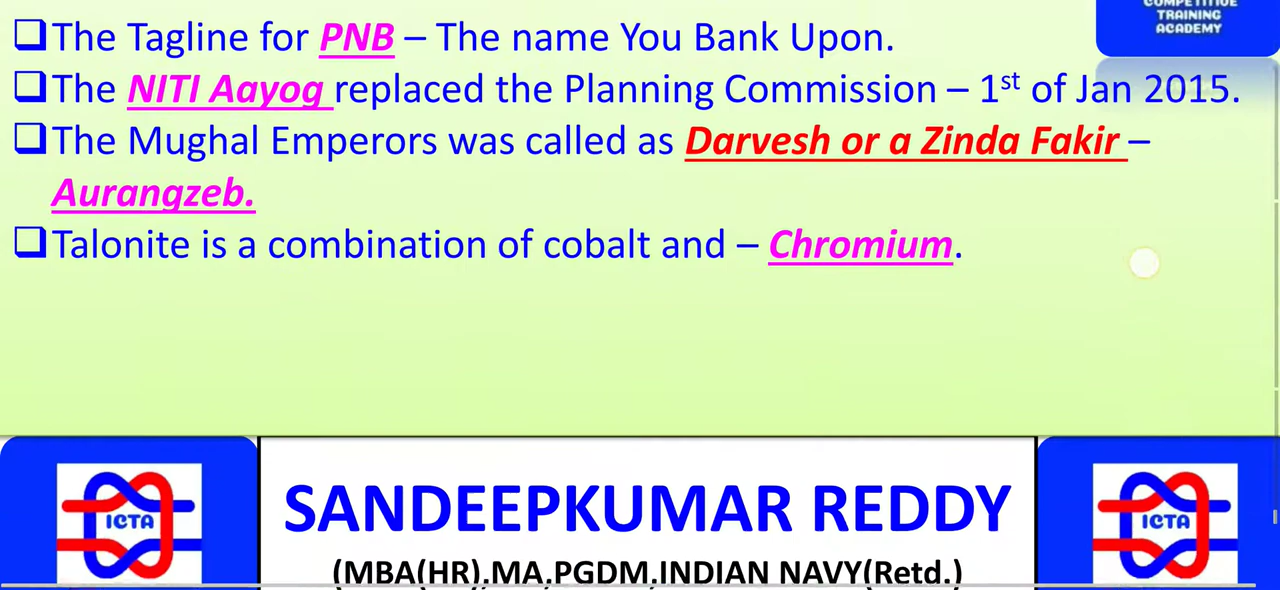 COMPETITIVE
TRAINING
ACADEMY
❑The Tagline for PNB – The name You Bank Upon.
❑The NITI Aayog replaced the Planning Commission – 1st of Jan 2015.
❑The Mughal Emperors was called as Darvesh or a Zinda Fakir –
Aurangzeb.
❑Talonite is a combination of cobalt and – Chromium.
ICTA
SANDEEPKUMAR REDDY
(MBA(HR),MA,PGDM,INDIAN NAVY(Retd.)
ICTA